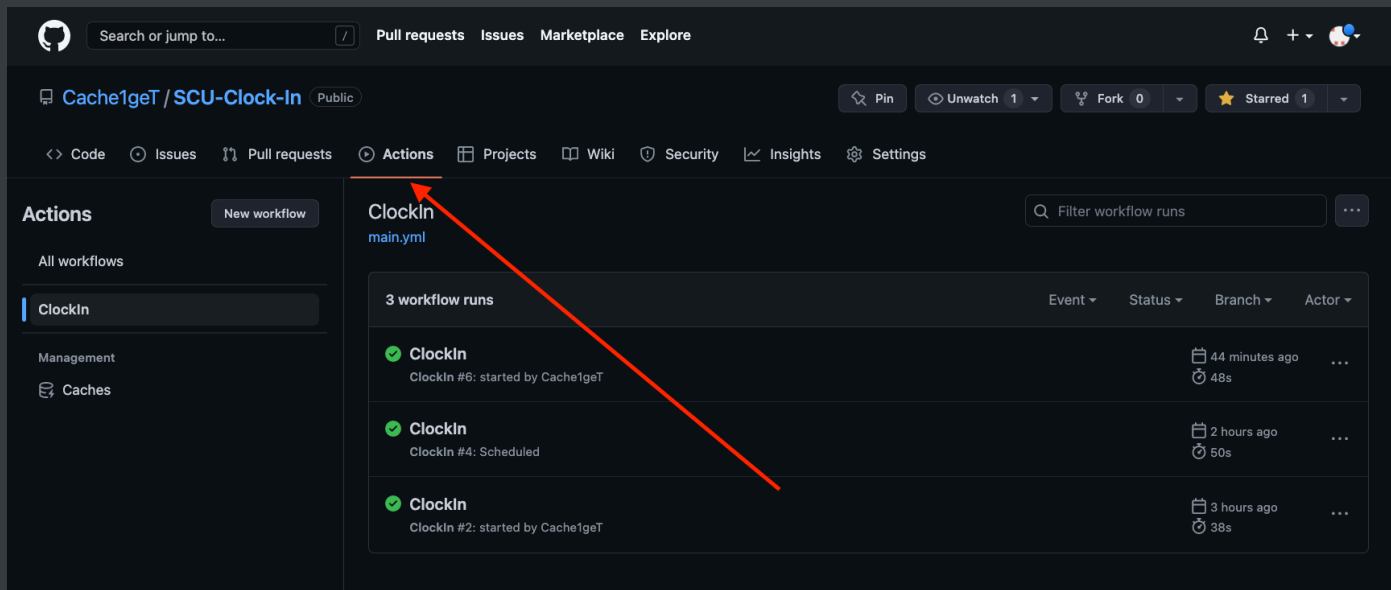 Search or jump to... / Pull requests Issues Marketplace Explore
Cache1geT / SCU-Clock-In Public Pin Unwatch 1 Fork 0 Starred 1
Code Issues Pull requests Actions Projects Wiki Security Insights Settings
Actions New workflow
All workflows
ClockIn
Management
Caches
ClockIn
main.yml
Filter workflow runs
3 workflow runs Event Status Branch Actor
ClockIn
ClockIn #6: started by Cache1geT
44 minutes ago
48s
ClockIn
ClockIn #4: Scheduled
2 hours ago
50s
ClockIn
ClockIn #2: started by Cache1geT
3 hours ago
38s